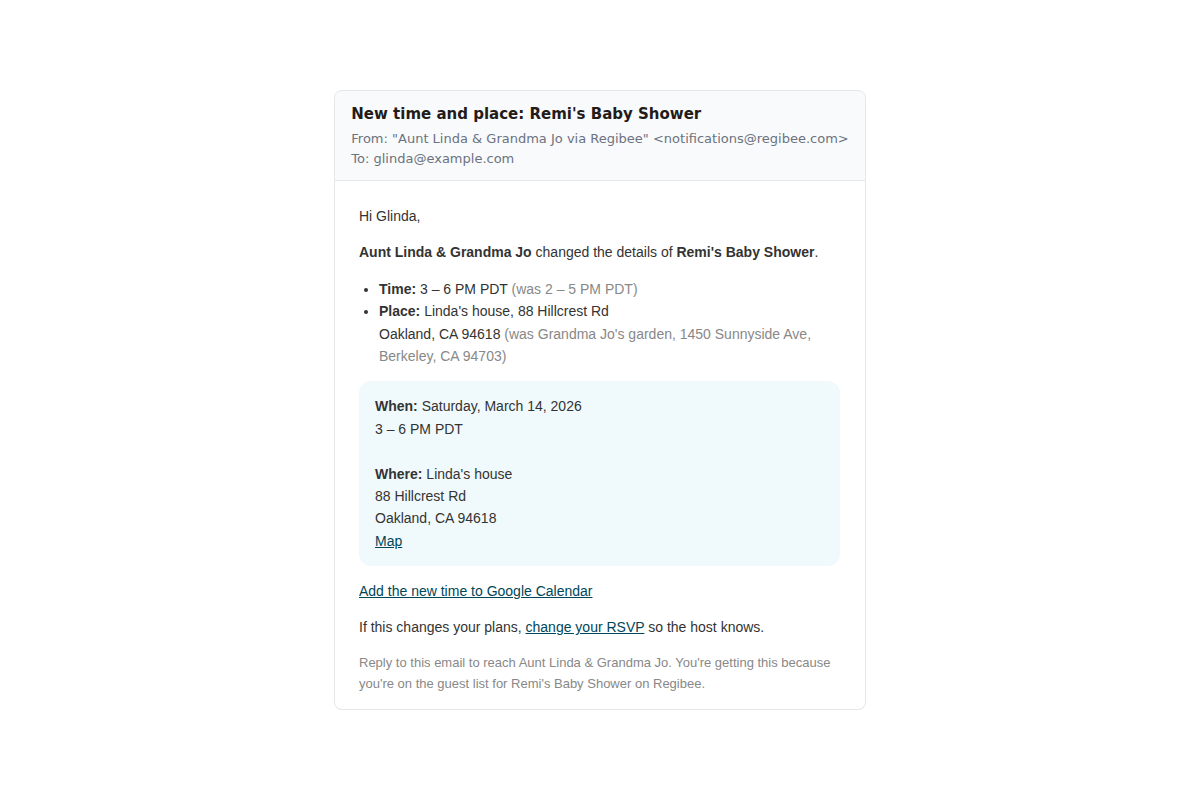 New time and place: Remi's Baby Shower
From: "Aunt Linda & Grandma Jo via Regibee" <notifications@regibee.com>
To: glinda@example.com
Hi Glinda,
Aunt Linda & Grandma Jo changed the details of Remi's Baby Shower.
• Time: 3 – 6 PM PDT (was 2 – 5 PM PDT)
• Place: Linda's house, 88 Hillcrest Rd
Oakland, CA 94618 (was Grandma Jo's garden, 1450 Sunnyside Ave,
Berkeley, CA 94703)
When: Saturday, March 14, 2026
3 – 6 PM PDT
Where: Linda's house
88 Hillcrest Rd
Oakland, CA 94618
Map
Add the new time to Google Calendar
If this changes your plans, change your RSVP so the host knows.
Reply to this email to reach Aunt Linda & Grandma Jo. You're getting this because
you're on the guest list for Remi's Baby Shower on Regibee.